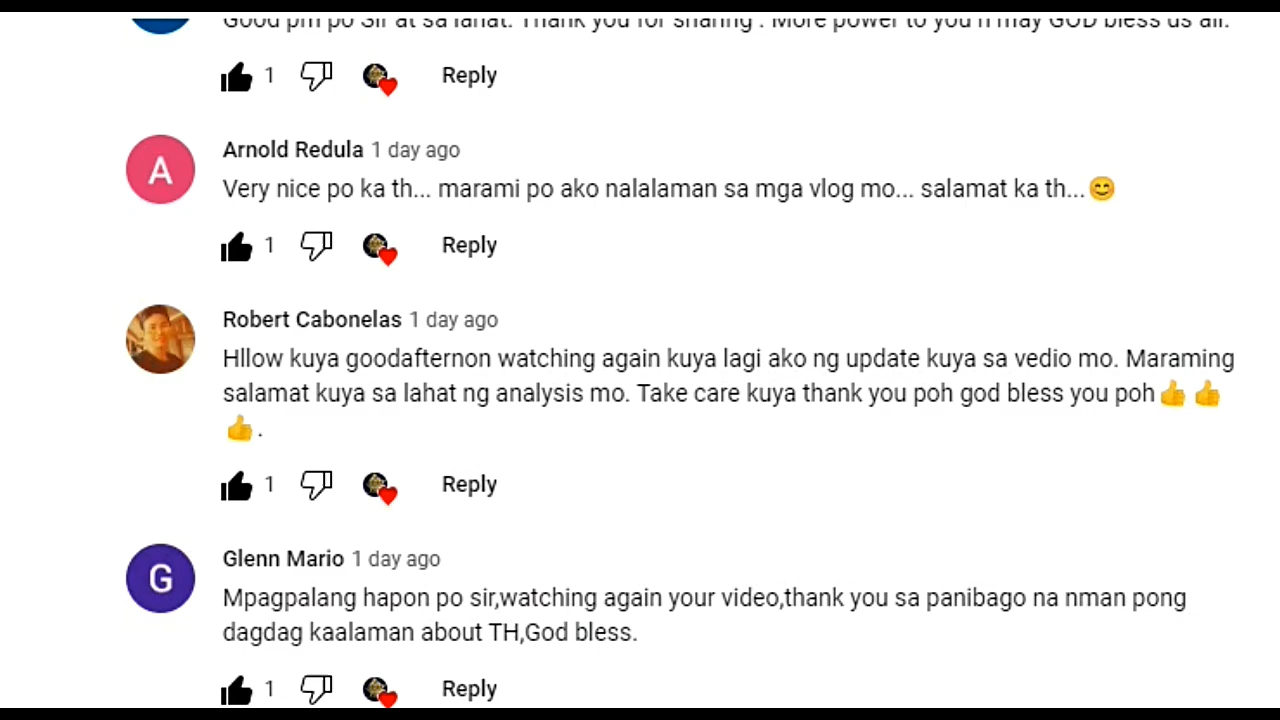 Good pm po Sir at sa lahat. Thank you for sharing . More power to you n may GOD bless us all.
1 Reply
A
Arnold Redula 1 day ago
Very nice po ka th... marami po ako nalalaman sa mga vlog mo... salamat ka th...😊
1 Reply
Robert Cabonelas 1 day ago
Hllow kuya goodafternon watching again kuya lagi ako ng update kuya sa vedio mo. Maraming
salamat kuya sa lahat ng analysis mo. Take care kuya thank you poh god bless you poh👍👍
👍.
1 Reply
G
Glenn Mario 1 day ago
Mpagpalang hapon po sir,watching again your video,thank you sa panibago na nman pong
dagdag kaalaman about TH,God bless.
1 Reply